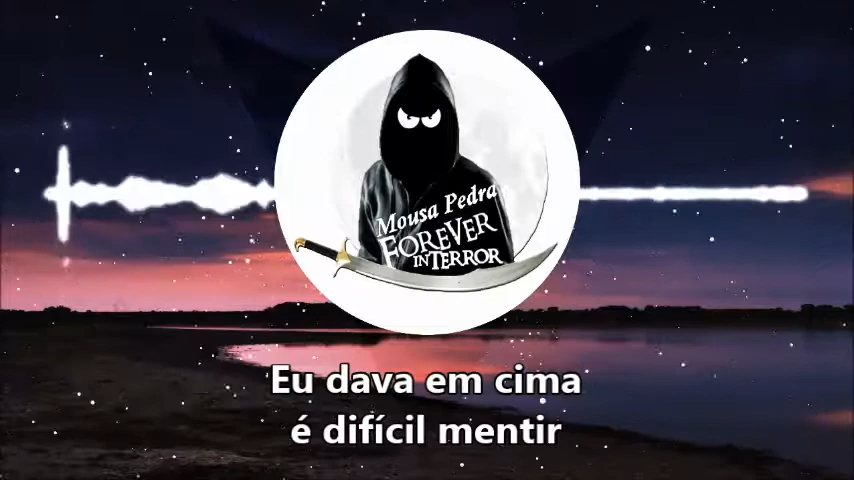 Mousa Pedra
FOREVER
IN TERROR
Eu dava em cima
é difícil mentir